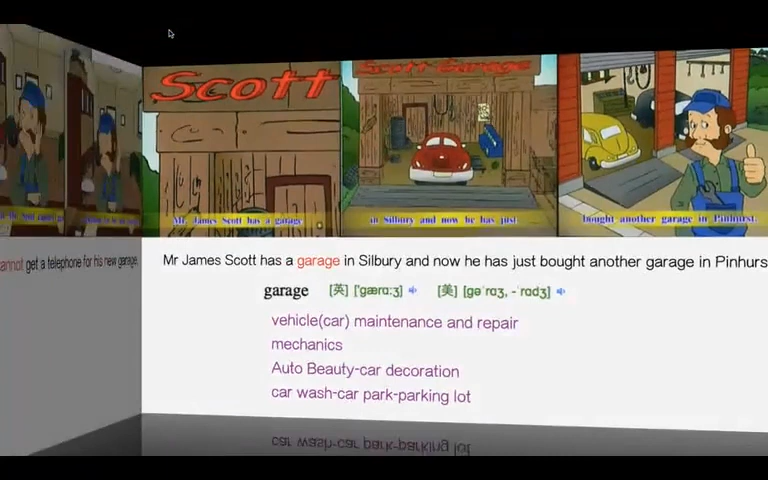 Scott
Scott Garage
Mr. James Scott has a garage
in Silbury and now he has just
bought another garage in Pinhurst.
annot get a telephone for his new garage.
Mr James Scott has a garage in Silbury and now he has just bought another garage in Pinhurs
garage [英] ['gærɑːʒ] [美] [gəˈrɑʒ, -ˈrɑdʒ]
vehicle(car) maintenance and repair
mechanics
Auto Beauty-car decoration
car wash-car park-parking lot